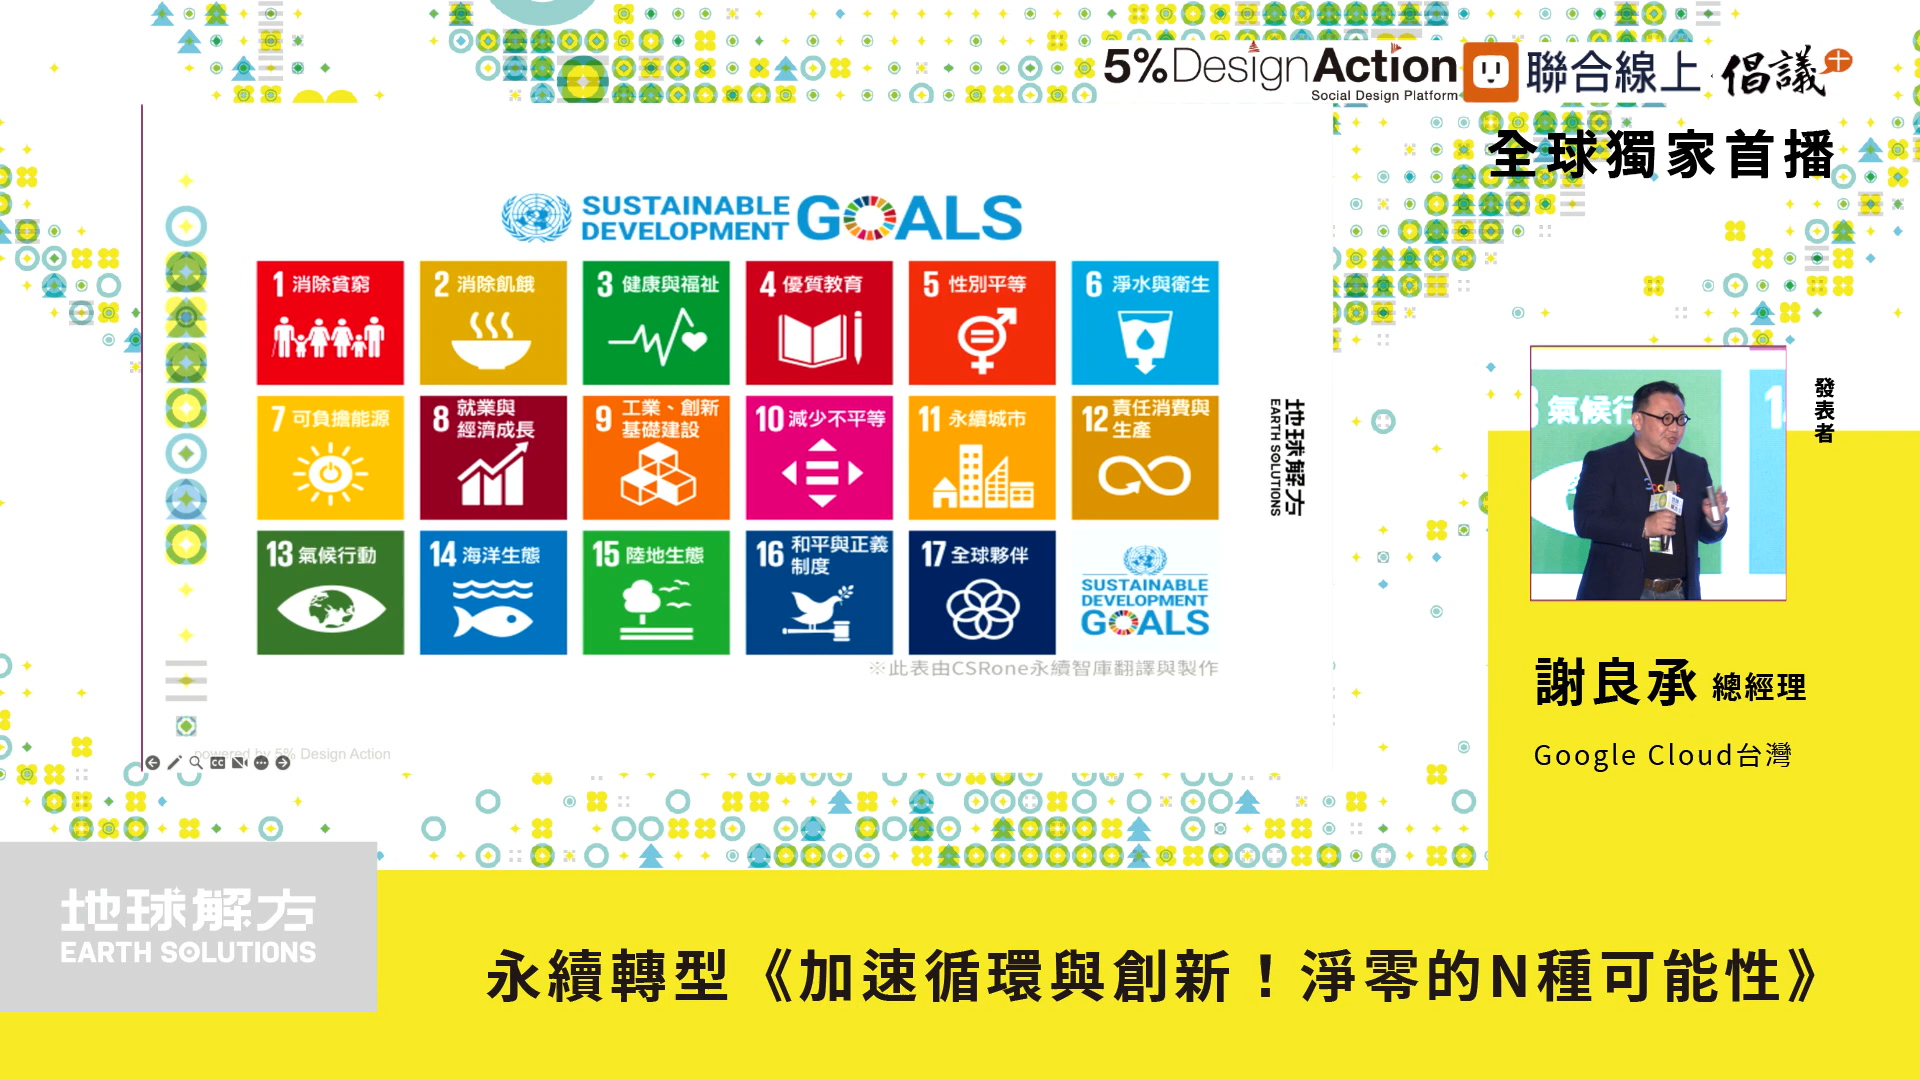 5%DesignAction
Social Design Platform
聯合線上
倡議+
全球獨家首播
SUSTAINABLE
DEVELOPMENT
GOALS
1 消除貧窮
2 消除飢餓
3 健康與福祉
4 優質教育
5 性別平等
6 淨水與衛生
7 可負擔能源
8 就業與
經濟成長
9 工業、創新
基礎建設
10 減少不平等
11 永續城市
12 責任消費與
生產
13 氣候行動
14 海洋生態
15 陸地生態
16 和平與正義
制度
17 全球夥伴
SUSTAINABLE
DEVELOPMENT
GOALS
※此表由CSRone永續智庫翻譯與製作
powered by 5% Design Action
地球解方
EARTH SOLUTIONS
氣候行
發表者
謝良承 總經理
Google Cloud台灣
地球解方
EARTH SOLUTIONS
永續轉型《加速循環與創新！淨零的N種可能性》